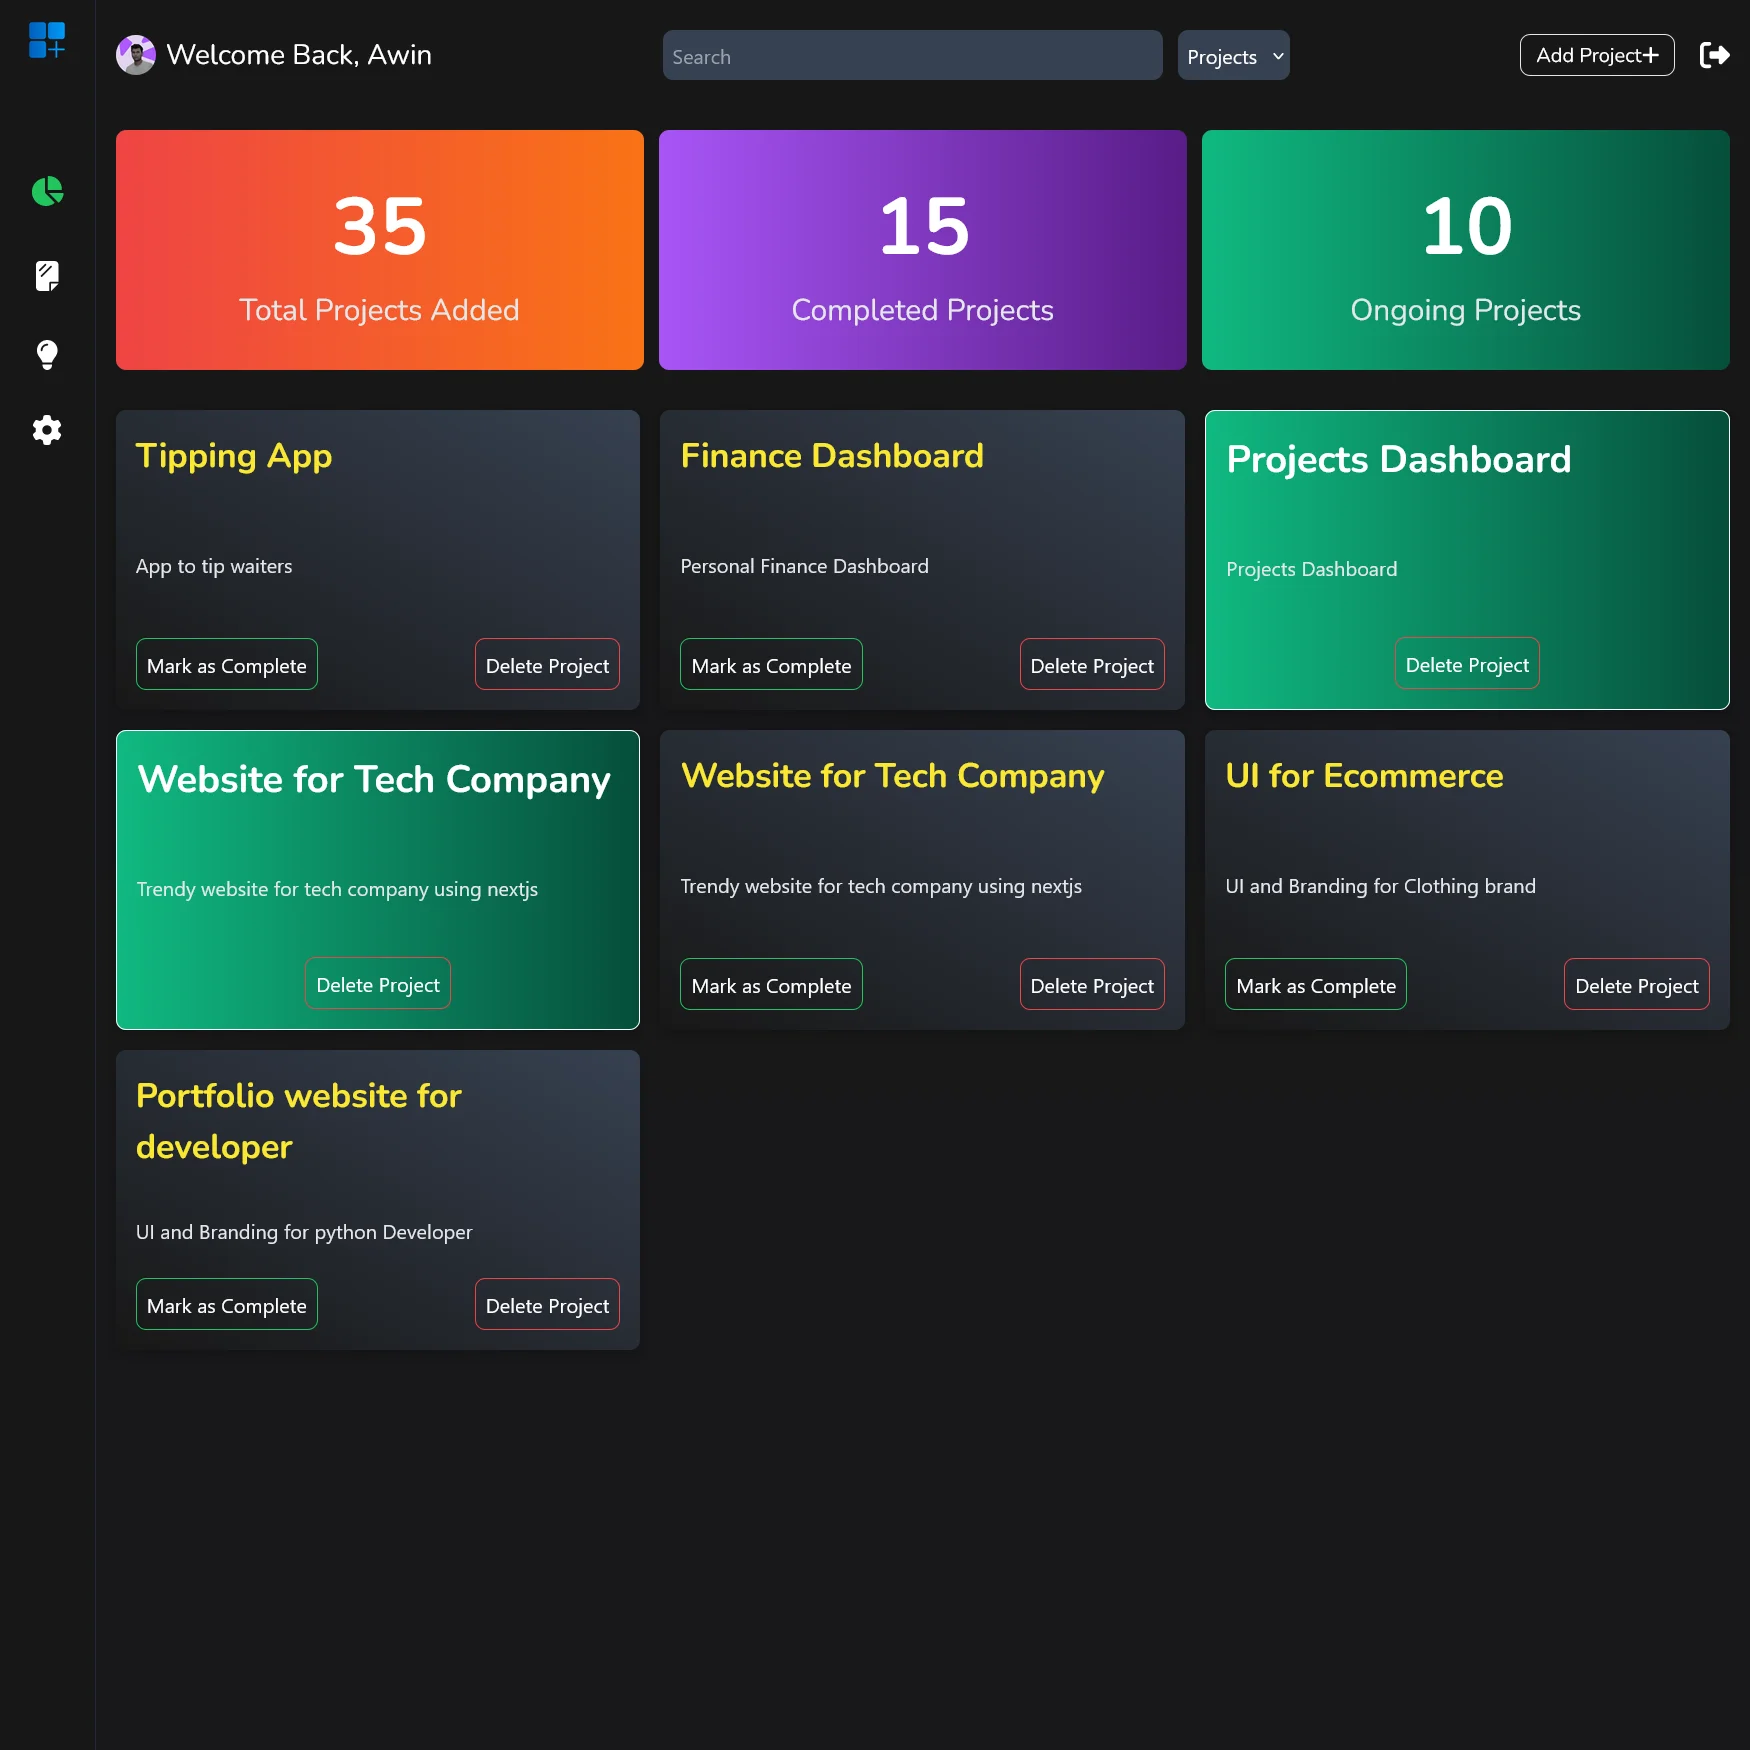 Welcome Back, Awin
Search
Projects
Add Project+
35
Total Projects Added
15
Completed Projects
10
Ongoing Projects
Tipping App
App to tip waiters
Mark as Complete
Delete Project
Finance Dashboard
Personal Finance Dashboard
Mark as Complete
Delete Project
Projects Dashboard
Projects Dashboard
Delete Project
Website for Tech Company
Trendy website for tech company using nextjs
Delete Project
Website for Tech Company
Trendy website for tech company using nextjs
Mark as Complete
Delete Project
UI for Ecommerce
UI and Branding for Clothing brand
Mark as Complete
Delete Project
Portfolio website for
developer
UI and Branding for python Developer
Mark as Complete
Delete Project